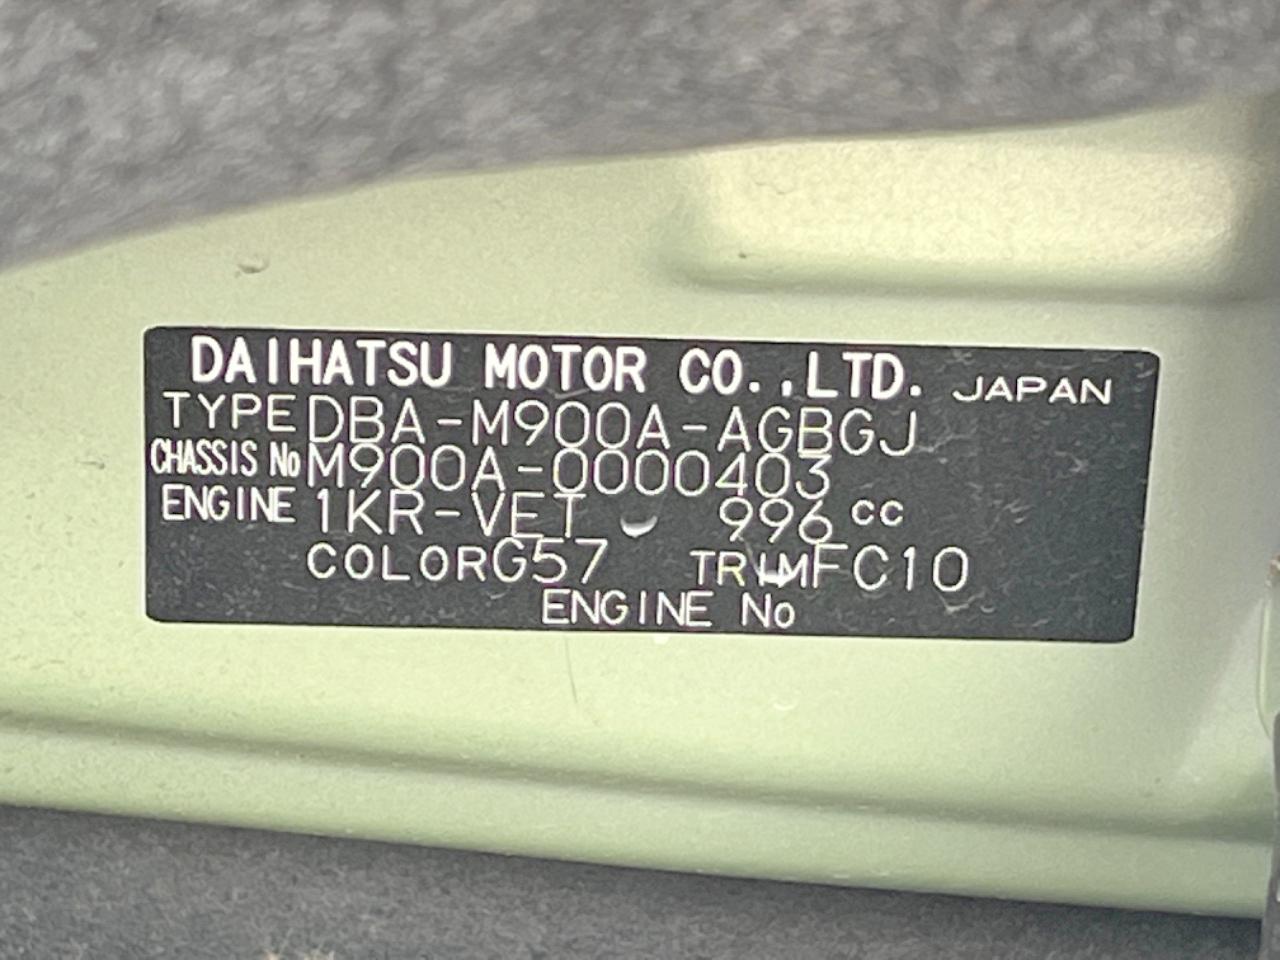 DAIHATSU MOTOR CO.,LTD. JAPAN
TYPE DBA-M900A-AGBGJ
CHASSIS No M900A-0000403
ENGINE 1KR-VET 996 cc
COLOR G57 TRIM FC10
ENGINE No